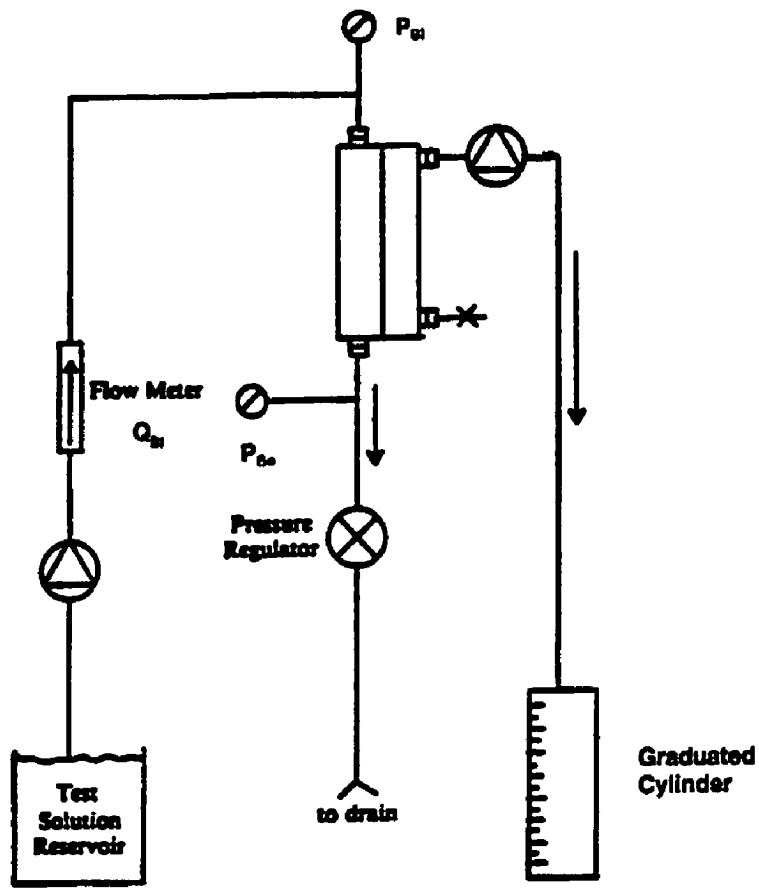 P_Bi
Flow Meter
Q_Bi
P_Bo
Pressure
Regulator
Test
Solution
Reservoir
to drain
Graduated
Cylinder